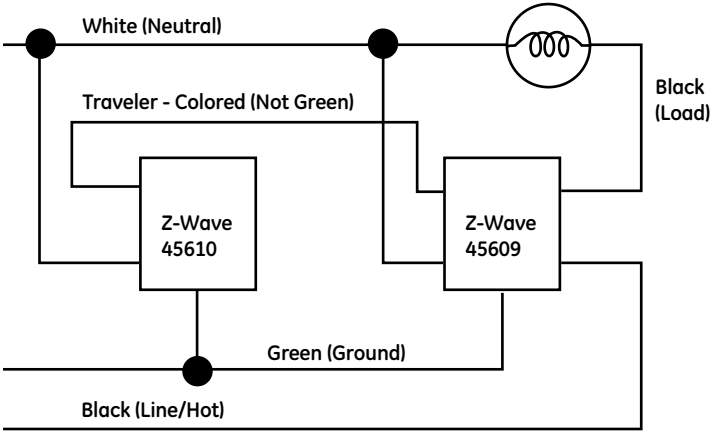 White (Neutral)
Traveler - Colored (Not Green)
Black
(Load)
Z-Wave
45610
Z-Wave
45609
Green (Ground)
Black (Line/Hot)